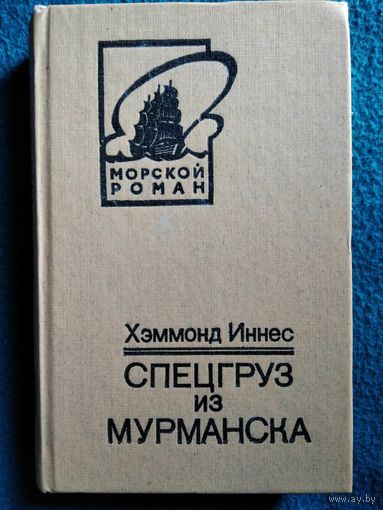 МОРСКОЙ
РОМАН
Хэммонд Иннес
СПЕЦГРУЗ
ИЗ
МУРМАНСКА
www.ay.by